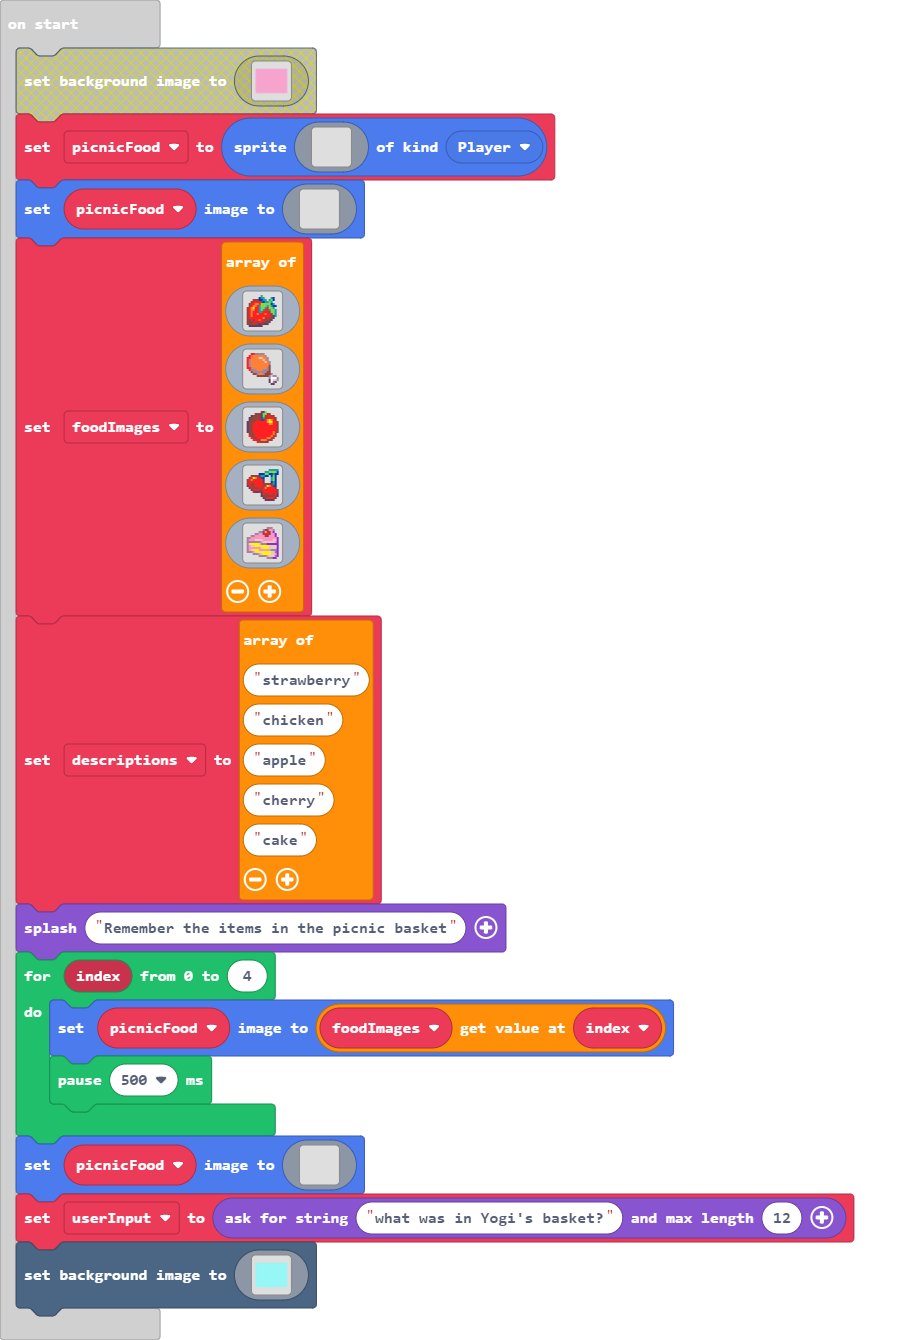 on start
set background image to
set picnicFood to sprite of kind Player
set picnicFood image to
array of
set foodImages to
array of
"strawberry"
"chicken"
set descriptions to "apple"
"cherry"
"cake"
splash "Remember the items in the picnic basket"
for index from 0 to 4
do
set picnicFood image to foodImages get value at index
pause 500 ms
set picnicFood image to
set userInput to ask for string "what was in Yogi's basket?" and max length 12
set background image to